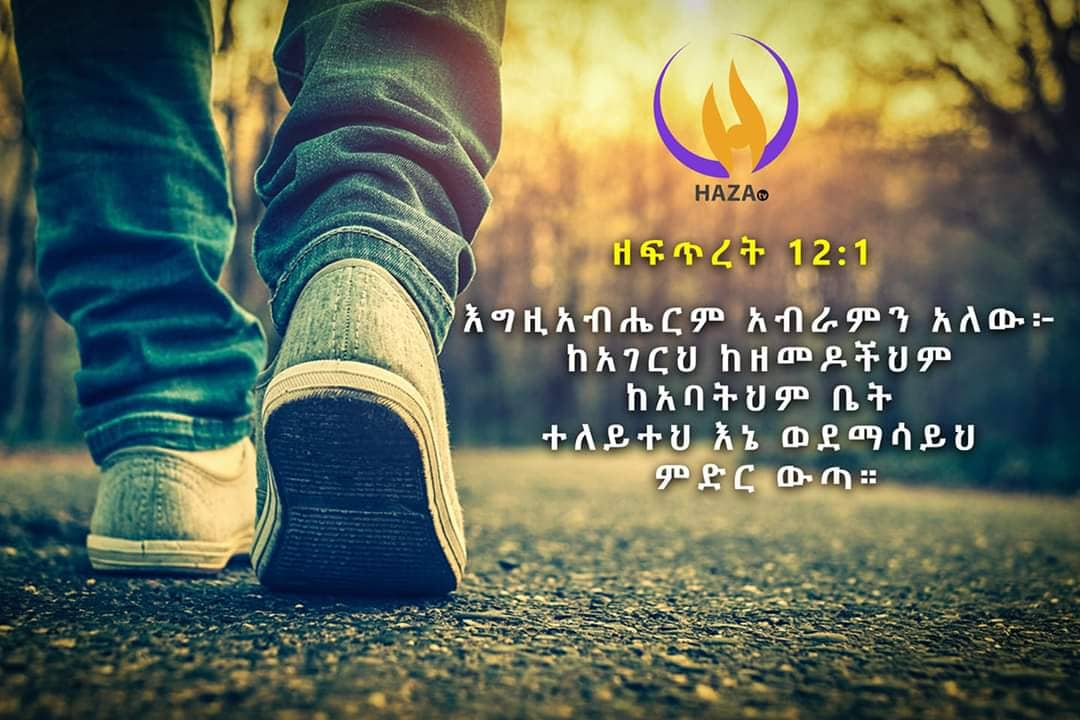 HAZA tv
ዘፍጥረት 12:1
እግዚአብሔርም አብራምን አለው፦
ከአገርህ ከዘመዶችህም
ከአባትህም ቤት
ተለይተህ እኔ ወደማሳይህ
ምድር ውጣ።